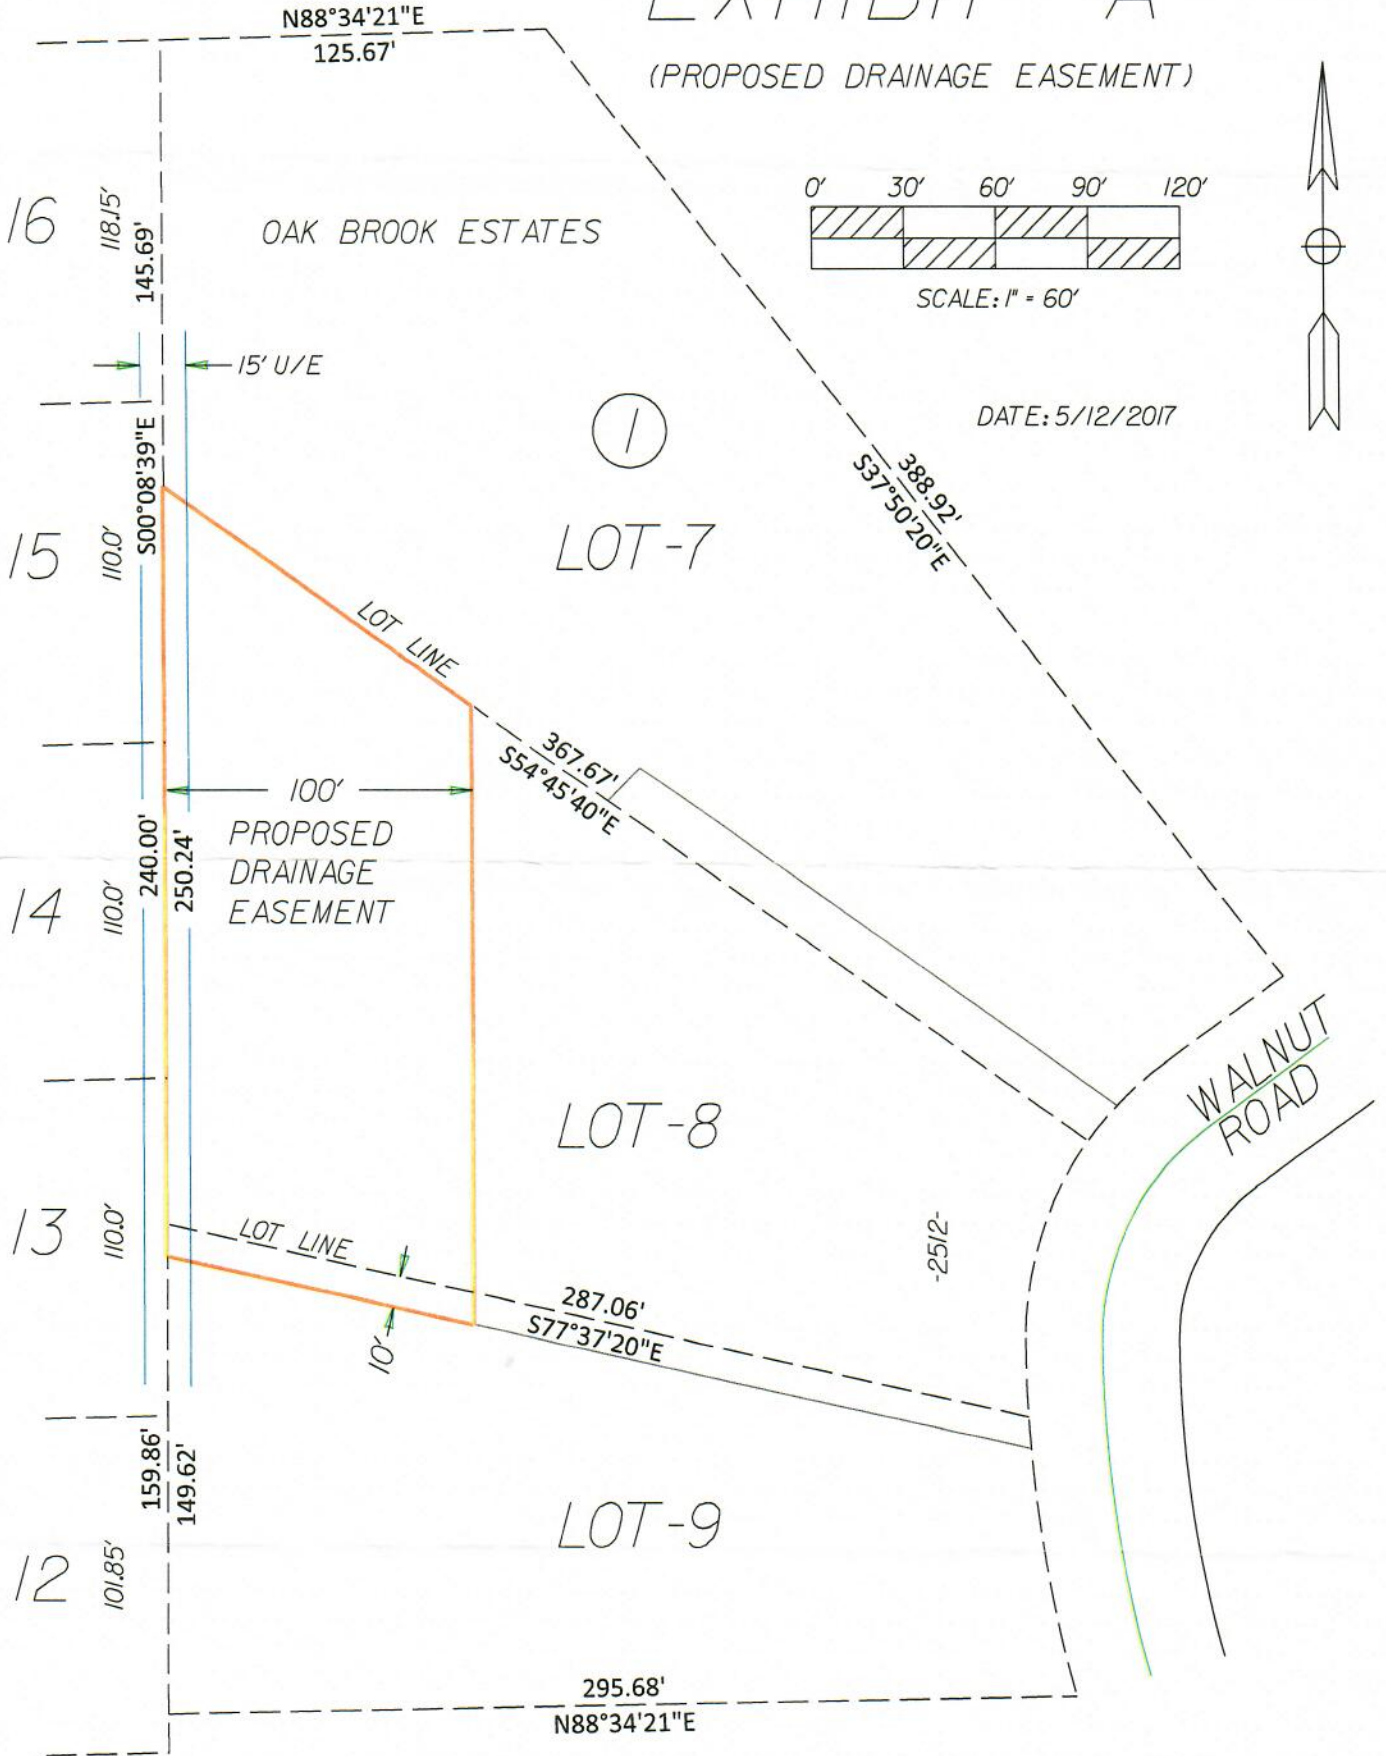 EXHIBIT "A"
(PROPOSED DRAINAGE EASEMENT)
N88°34'21"E
125.67'
0' 30' 60' 90' 120'
SCALE: 1" = 60'
DATE: 5/12/2017
16
118.15'
145.69'
OAK BROOK ESTATES
15' U/E
1
S00°08'39"E
388.92'
S37°50'20"E
15
110.0'
LOT-7
LOT LINE
367.67'
S54°45'40"E
100'
PROPOSED
DRAINAGE
EASEMENT
240.00'
250.24'
14
110.0'
WALNUT
ROAD
LOT-8
13
110.0'
LOT LINE
-2512-
287.06'
S77°37'20"E
10'
159.86'
149.62'
LOT-9
12
101.85'
295.68'
N88°34'21"E